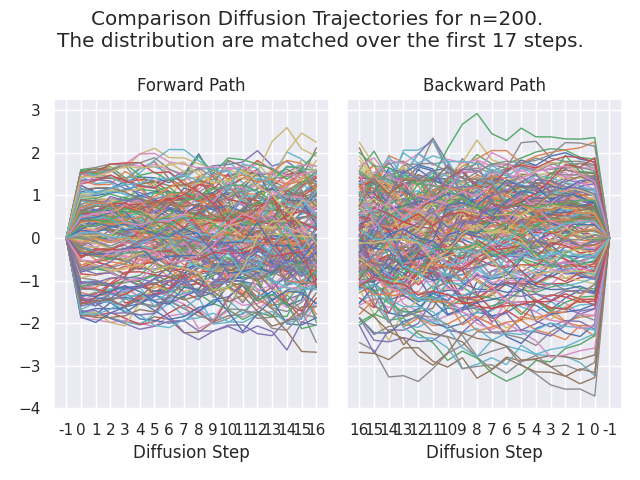 Comparison Diffusion Trajectories for n=200.
The distribution are matched over the first 17 steps.
Forward Path
Backward Path
3
2
1
0
−1
−2
−3
−4
-1 0 1 2 3 4 5 6 7 8 9 10 11 12 13 14 15 16
16 15 14 13 12 11 10 9 8 7 6 5 4 3 2 1 0 -1
Diffusion Step
Diffusion Step